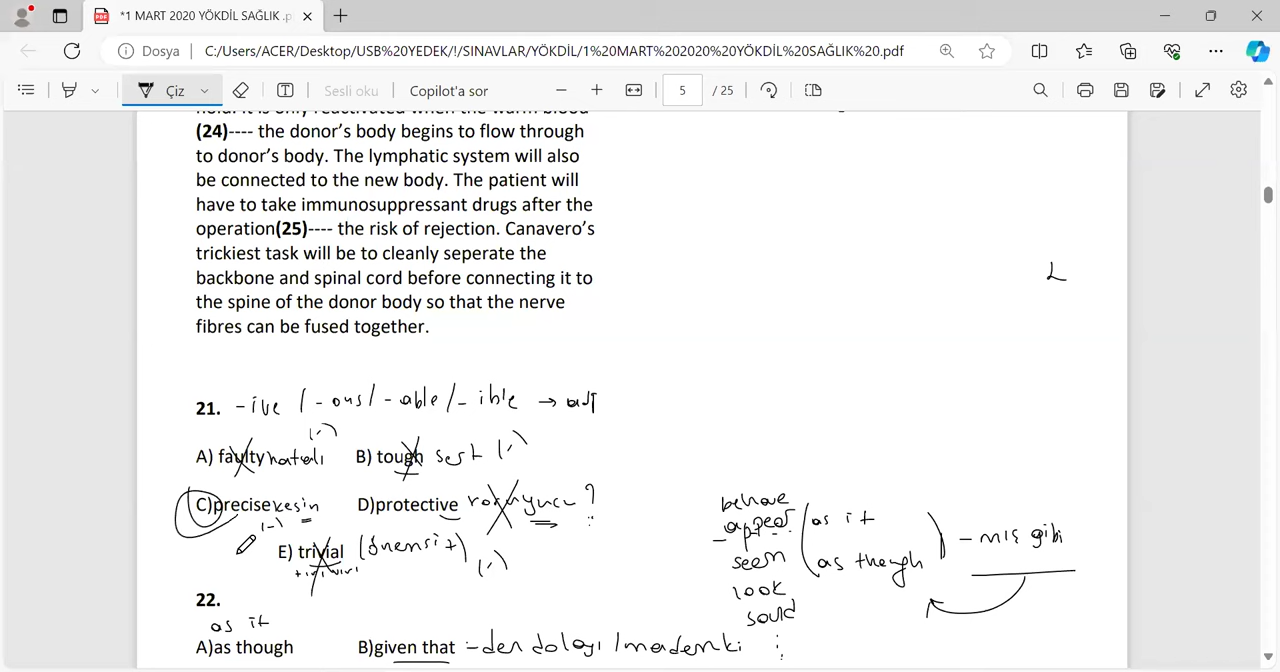 *1 MART 2020 YÖKDİL SAĞLIK .p
Dosya C:/Users/ACER/Desktop/USB%20YEDEK/!/SINAVLAR/YÖKDİL/1%20MART%202020%20YÖKDİL%20SAĞLIK%20.pdf
Çiz Sesli oku Copilot'a sor 5 / 25
(24)---- the donor's body begins to flow through
to donor's body. The lymphatic system will also
be connected to the new body. The patient will
have to take immunosuppressant drugs after the
operation(25)---- the risk of rejection. Canavero's
trickiest task will be to cleanly seperate the
backbone and spinal cord before connecting it to
the spine of the donor body so that the nerve
fibres can be fused together.
L
21. -ive / -ous / -able / -ible → adj
(-)
A) faulty hatalı B) tough sert (-)
C)precise kesin D)protective koruyucu ?
(-)
E) trivial (önemsiz) (-)
behave
appear
seem
look
sound
as if
as though
- mış gibi
22.
as if
A)as though B)given that -den dolayı / mademki